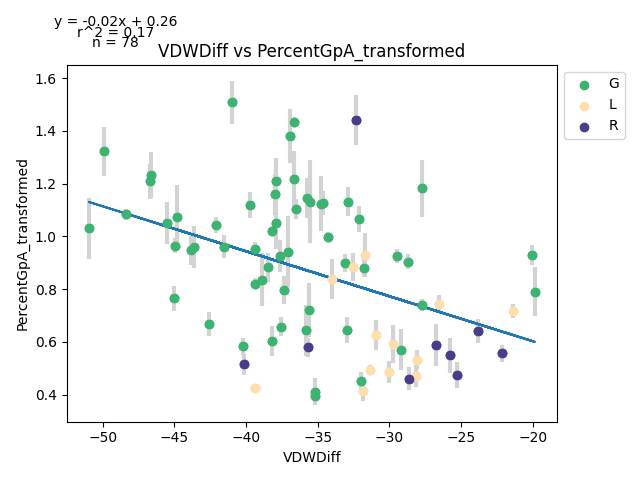 y = -0.02x + 0.26
r^2 = 0.17
n = 78
VDWDiff vs PercentGpA_transformed
1.6
1.4
1.2
1.0
0.8
0.6
0.4
PercentGpA_transformed
−50 −45 −40 −35 −30 −25 −20
VDWDiff
G
L
R